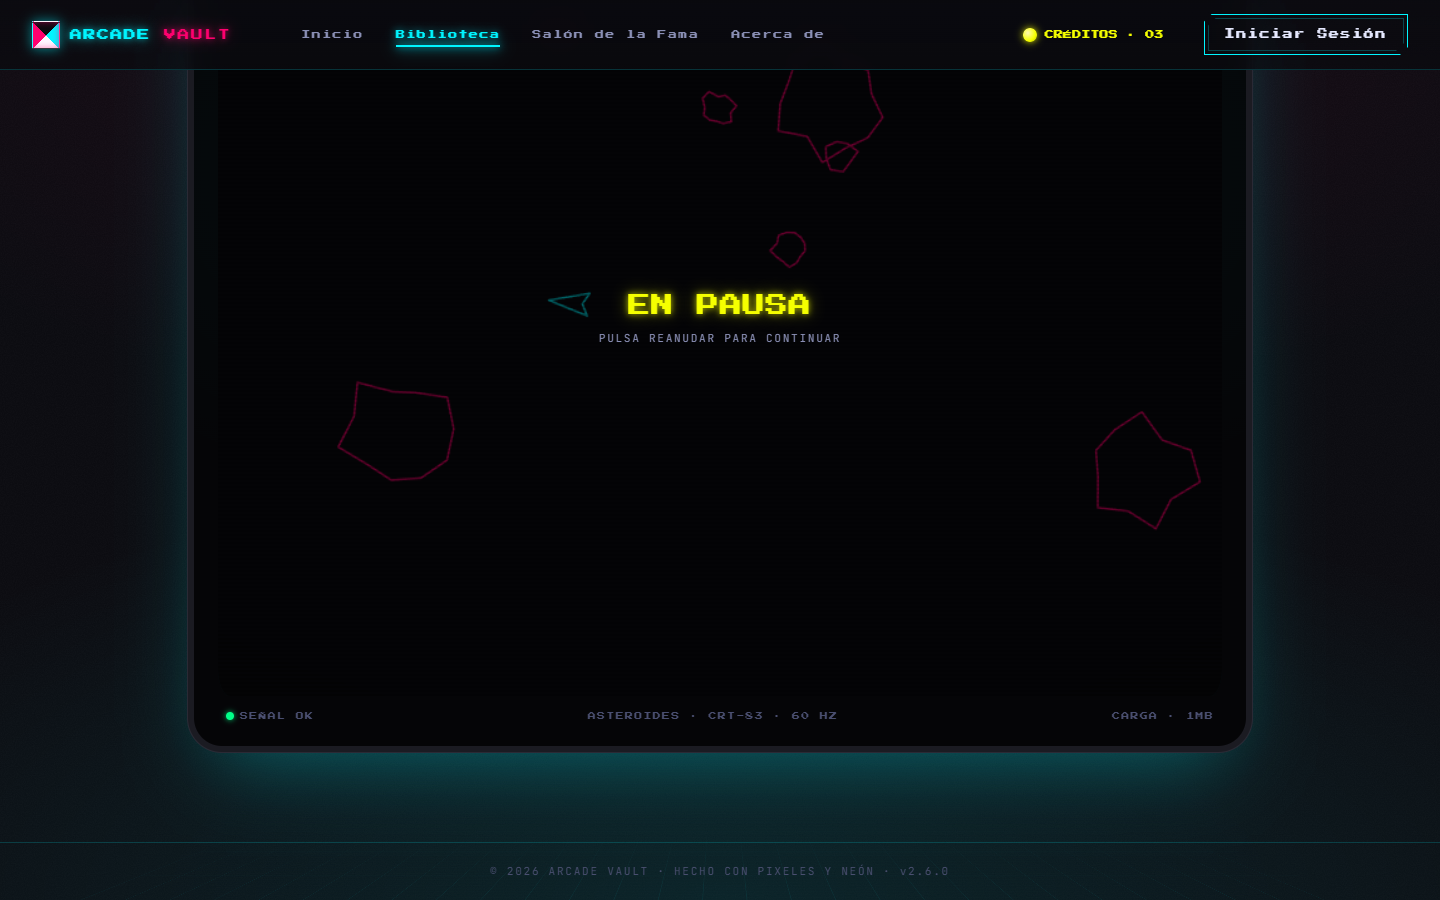 ARCADE VAULT
Inicio
Biblioteca
Salón de la Fama
Acerca de
CRéDITOS · 03
Iniciar Sesión
EN PAUSA
PULSA REANUDAR PARA CONTINUAR
SEñAL OK
ASTEROIDES · CRT-83 · 60 HZ
CARGA · 1MB
© 2026 ARCADE VAULT · HECHO CON PIXELES Y NEÓN · v2.6.0